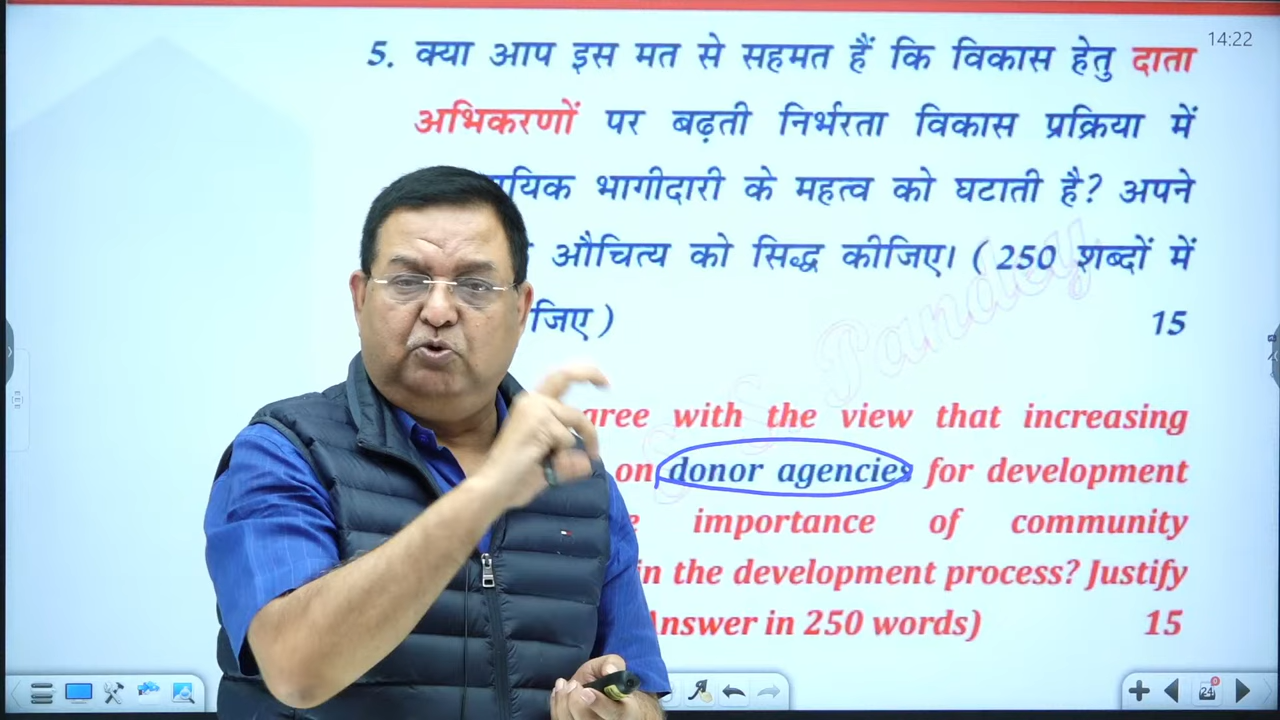 14:22
5. क्या आप इस मत से सहमत हैं कि विकास हेतु दाता
अभिकरणों पर बढ़ती निर्भरता विकास प्रक्रिया में
भागीदारी के महत्व को घटाती है? अपने
औचित्य को सिद्ध कीजिए। ( 250 शब्दों में
15
with the view that increasing
on donor agencies for development
importance of community
in the development process? Justify
Answer in 250 words) 15
S. S. Pandey
24